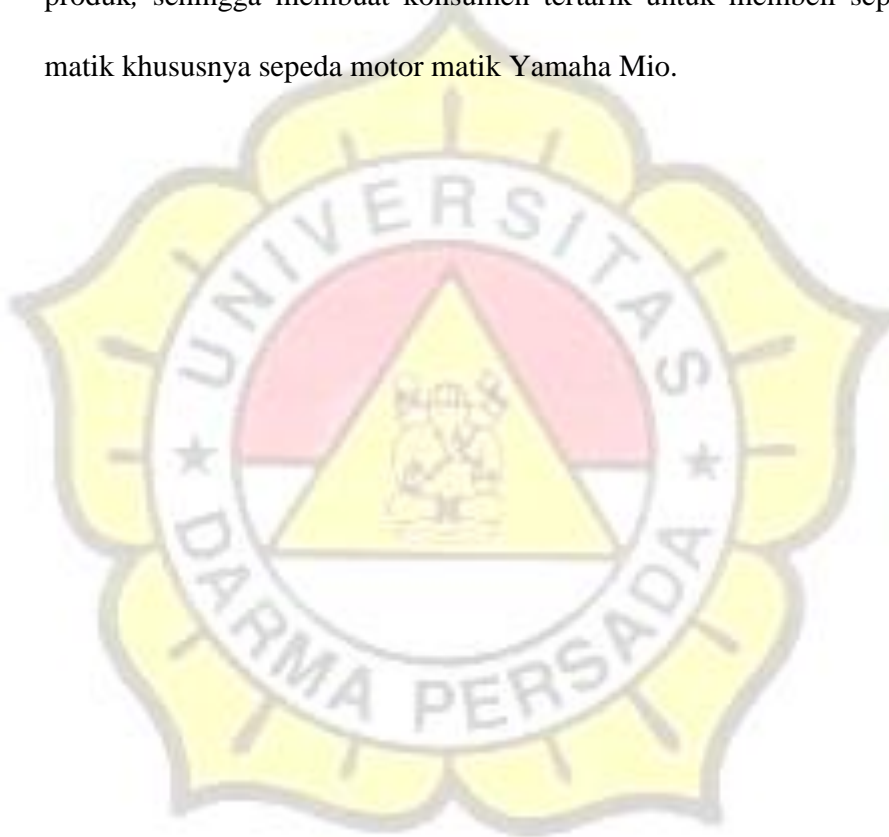 produk, sehingga membuat konsumen tertarik untuk membeli
matik khususnya sepeda motor matik Yamaha Mio.
UNIVERSITAS
DARMA PERSADA